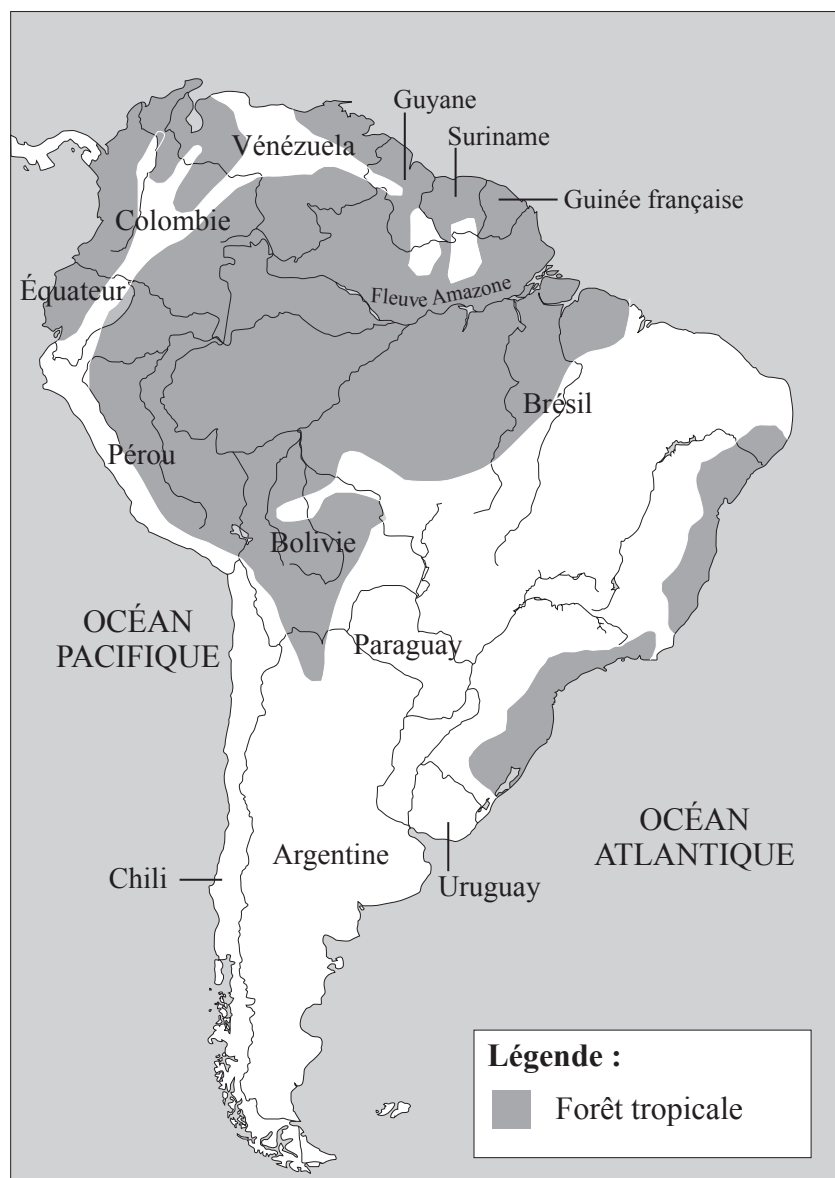 Guyane
Suriname
Vénézuela
Guinée française
Colombie
Équateur
Fleuve Amazone
Brésil
Pérou
Bolivie
OCÉAN
PACIFIQUE
Paraguay
OCÉAN
ATLANTIQUE
Argentine
Chili
Uruguay
Légende :
Forêt tropicale